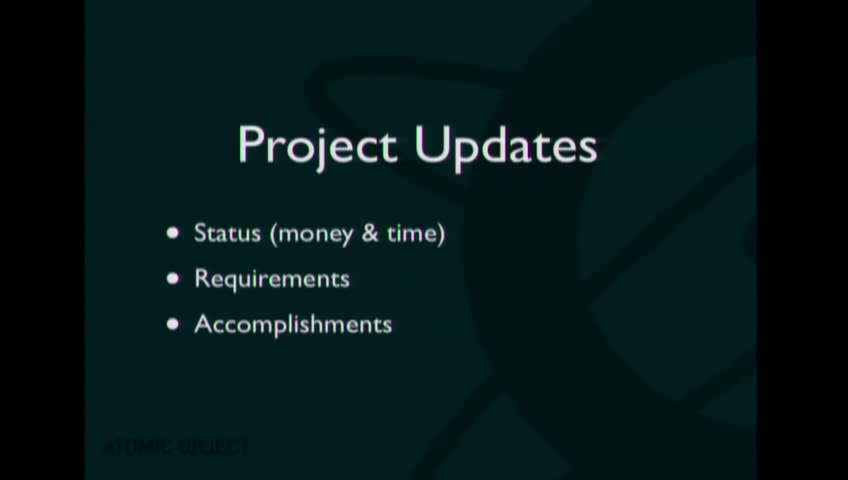 Project Updates
• Status (money & time)
• Requirements
• Accomplishments
ATOMIC OBJECT